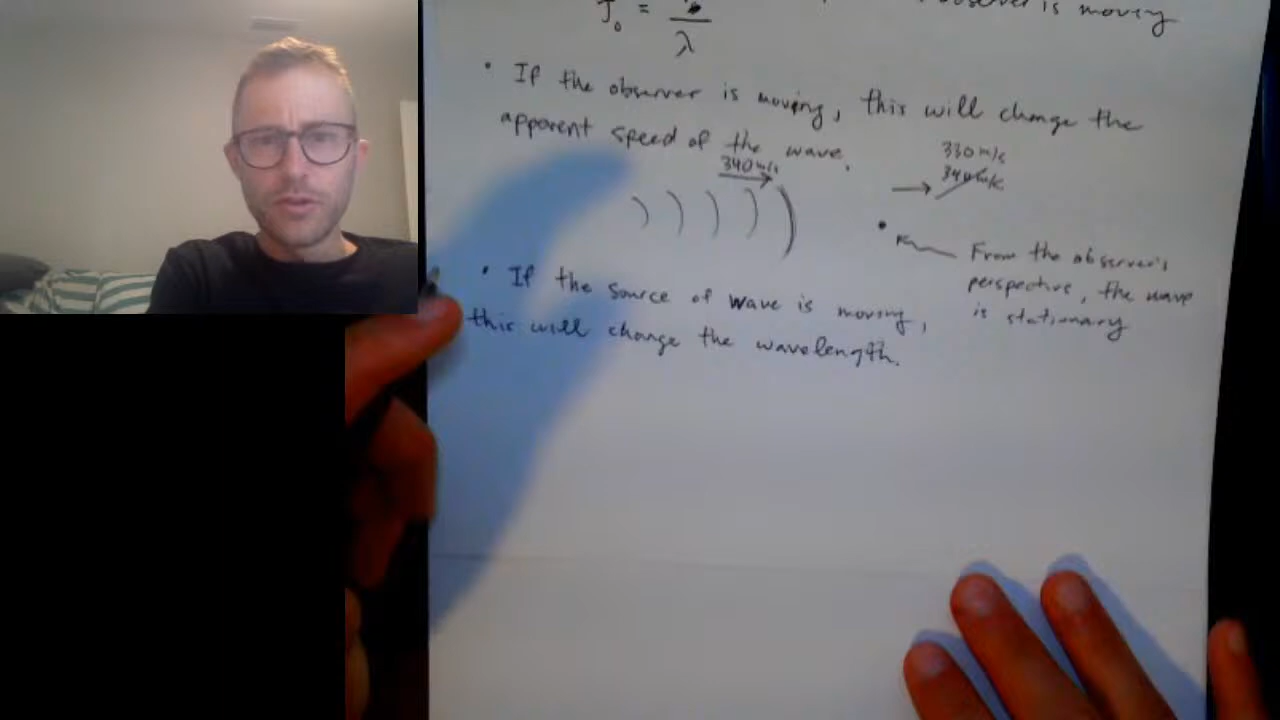 f₀ =
λ
observer is moving
• If the observer is moving, this will change the
apparent speed of the wave.
340 m/s
330 m/s
340 m/s
From the observer's
perspective, the wave
is stationary
• If the source of wave is moving,
this will change the wavelength.